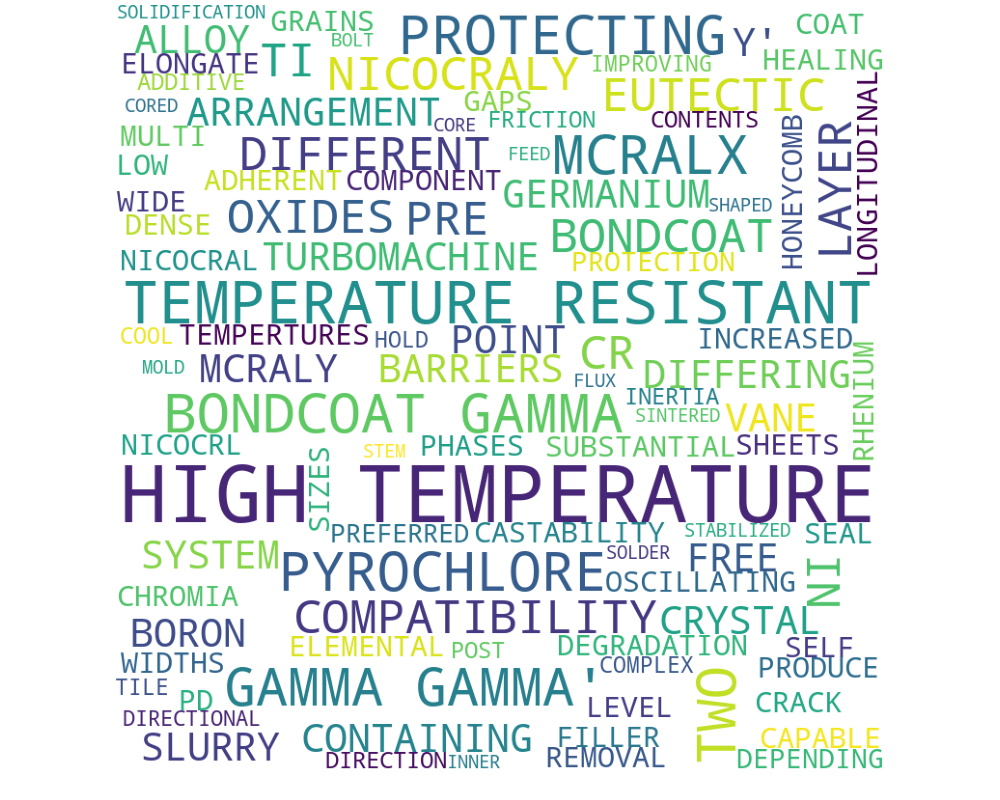 SOLIDIFICATION
GRAINS
PROTECTING
COAT
ALLOY
BOLT
Y'
TI
ELONGATE
NICOCRALY
IMPROVING
HEALING
ADDITIVE
EUTECTIC
CORED
ARRANGEMENT
GAPS
LONGITUDINAL
CORE
FRICTION
CONTENTS
MULTI
DIFFERENT
HONEYCOMB
LAYER
LOW
FEED
MCRALX
ADHERENT
COMPONENT
WIDE
GERMANIUM
SHAPED
DENSE
OXIDES
PRE
BONDCOAT
NICOCRAL
TURBOMACHINE
PROTECTION
TEMPERATURE RESISTANT
COOL
TEMPERTURES
HOLD
POINT
INCREASED
MOLD
MCRALY
BARRIERS
CR
FLUX
DIFFERING
RHENIUM
BONDCOAT GAMMA
INERTIA
SINTERED
VANE
NICOCRL
STEM
PHASES
SUBSTANTIAL
SHEETS
HIGH TEMPERATURE
SIZES
PREFERRED
CASTABILITY
STABILIZED
SEAL
SYSTEM
PYROCHLORE
SOLDER
FREE
OSCILLATING
NI
CHROMIA
COMPATIBILITY
CRYSTAL
BORON
ELEMENTAL
POST
DEGRADATION
SELF
WIDTHS
COMPLEX
PRODUCE
TILE
PD
GAMMA GAMMA'
TWO
LEVEL
CRACK
DIRECTIONAL
SLURRY
CONTAINING
FILLER
CAPABLE
DIRECTION
INNER
REMOVAL
DEPENDING